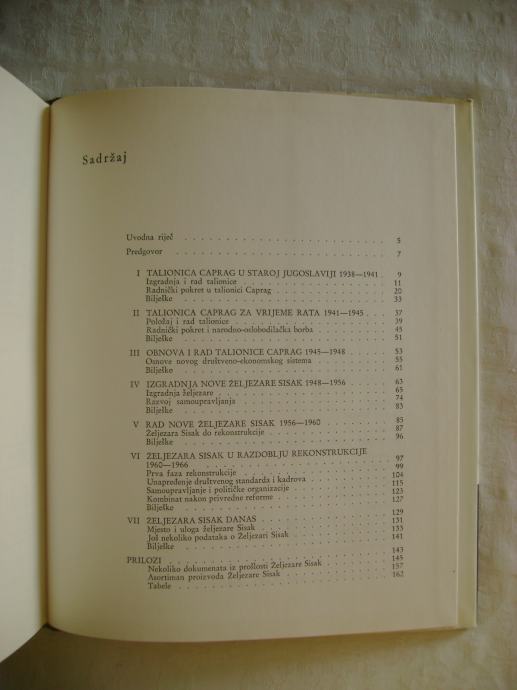 Sadržaj
Uvodna riječ 5
Predgovor 7
I TALIONICA CAPRAG U STAROJ JUGOSLAVIJI 1938—1941 9
Izgradnja i rad talionice 11
Radnički pokret u talionici Caprag 20
Bilješke 33
II TALIONICA CAPRAG ZA VRIJEME RATA 1941—1945 37
Položaj i rad talionice 39
Radnički pokret i narodno-oslobodilačka borba 45
Bilješke 51
III OBNOVA I RAD TALIONICE CAPRAG 1945—1948 53
Osnove novog društveno-ekonomskog sistema 55
Bilješke 61
IV IZGRADNJA NOVE ŽELJEZARE SISAK 1948—1956 63
Izgradnja željezare 65
Razvoj samoupravljanja 74
Bilješke 83
V RAD NOVE ŽELJEZARE SISAK 1956—1960 85
Željezara Sisak do rekonstrukcije 87
Bilješke 96
VI ŽELJEZARA SISAK U RAZDOBLJU REKONSTRUKCIJE
1960—1966 97
Prva faza rekonstrukcije 99
Unapređenje društvenog standarda i kadrova 104
Samoupravljanje i političke organizacije 115
Kombinat nakon privredne reforme 123
Bilješke 127
VII ŽELJEZARA SISAK DANAS 129
Mjesto i uloga željezare Sisak 131
Još nekoliko podataka o Željezari Sisak 133
Bilješke 141
PRILOZI 143
Nekoliko dokumenata iz prošlosti Željezare Sisak 145
Asortiman proizvoda Željezare Sisak 157
Tabele 162